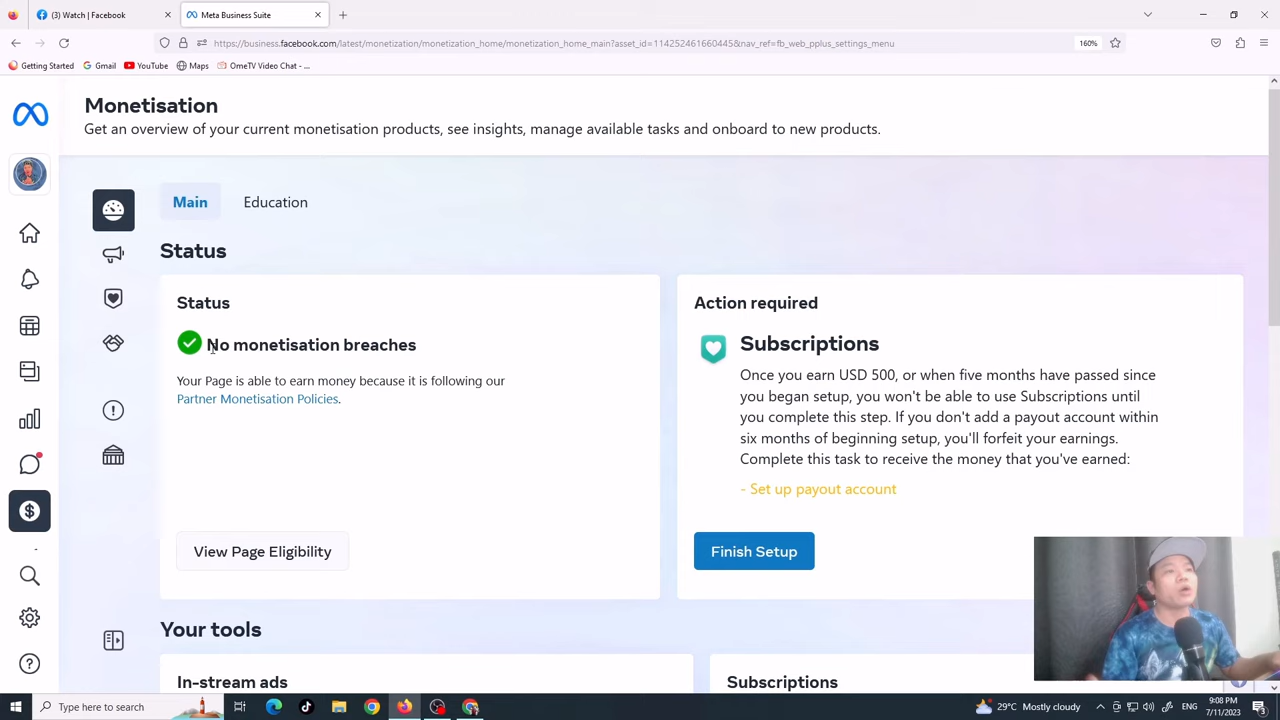 (3) Watch | Facebook
Meta Business Suite
https://business.facebook.com/latest/monetization/monetization_home/monetization_home_main?asset_id=114252461660445&nav_ref=fb_web_pplus_settings_menu
160%
Getting Started
Gmail
YouTube
Maps
OmeTV Video Chat - ...
Monetisation
Get an overview of your current monetisation products, see insights, manage available tasks and onboard to new products.
Main
Education
Status
Status
No monetisation breaches
Your Page is able to earn money because it is following our
Partner Monetisation Policies.
View Page Eligibility
Action required
Subscriptions
Once you earn USD 500, or when five months have passed since
you began setup, you won't be able to use Subscriptions until
you complete this step. If you don't add a payout account within
six months of beginning setup, you'll forfeit your earnings.
Complete this task to receive the money that you've earned:
- Set up payout account
Finish Setup
Your tools
In-stream ads
Subscriptions
Type here to search
29°C Mostly cloudy
9:08 PM
7/11/2023
3